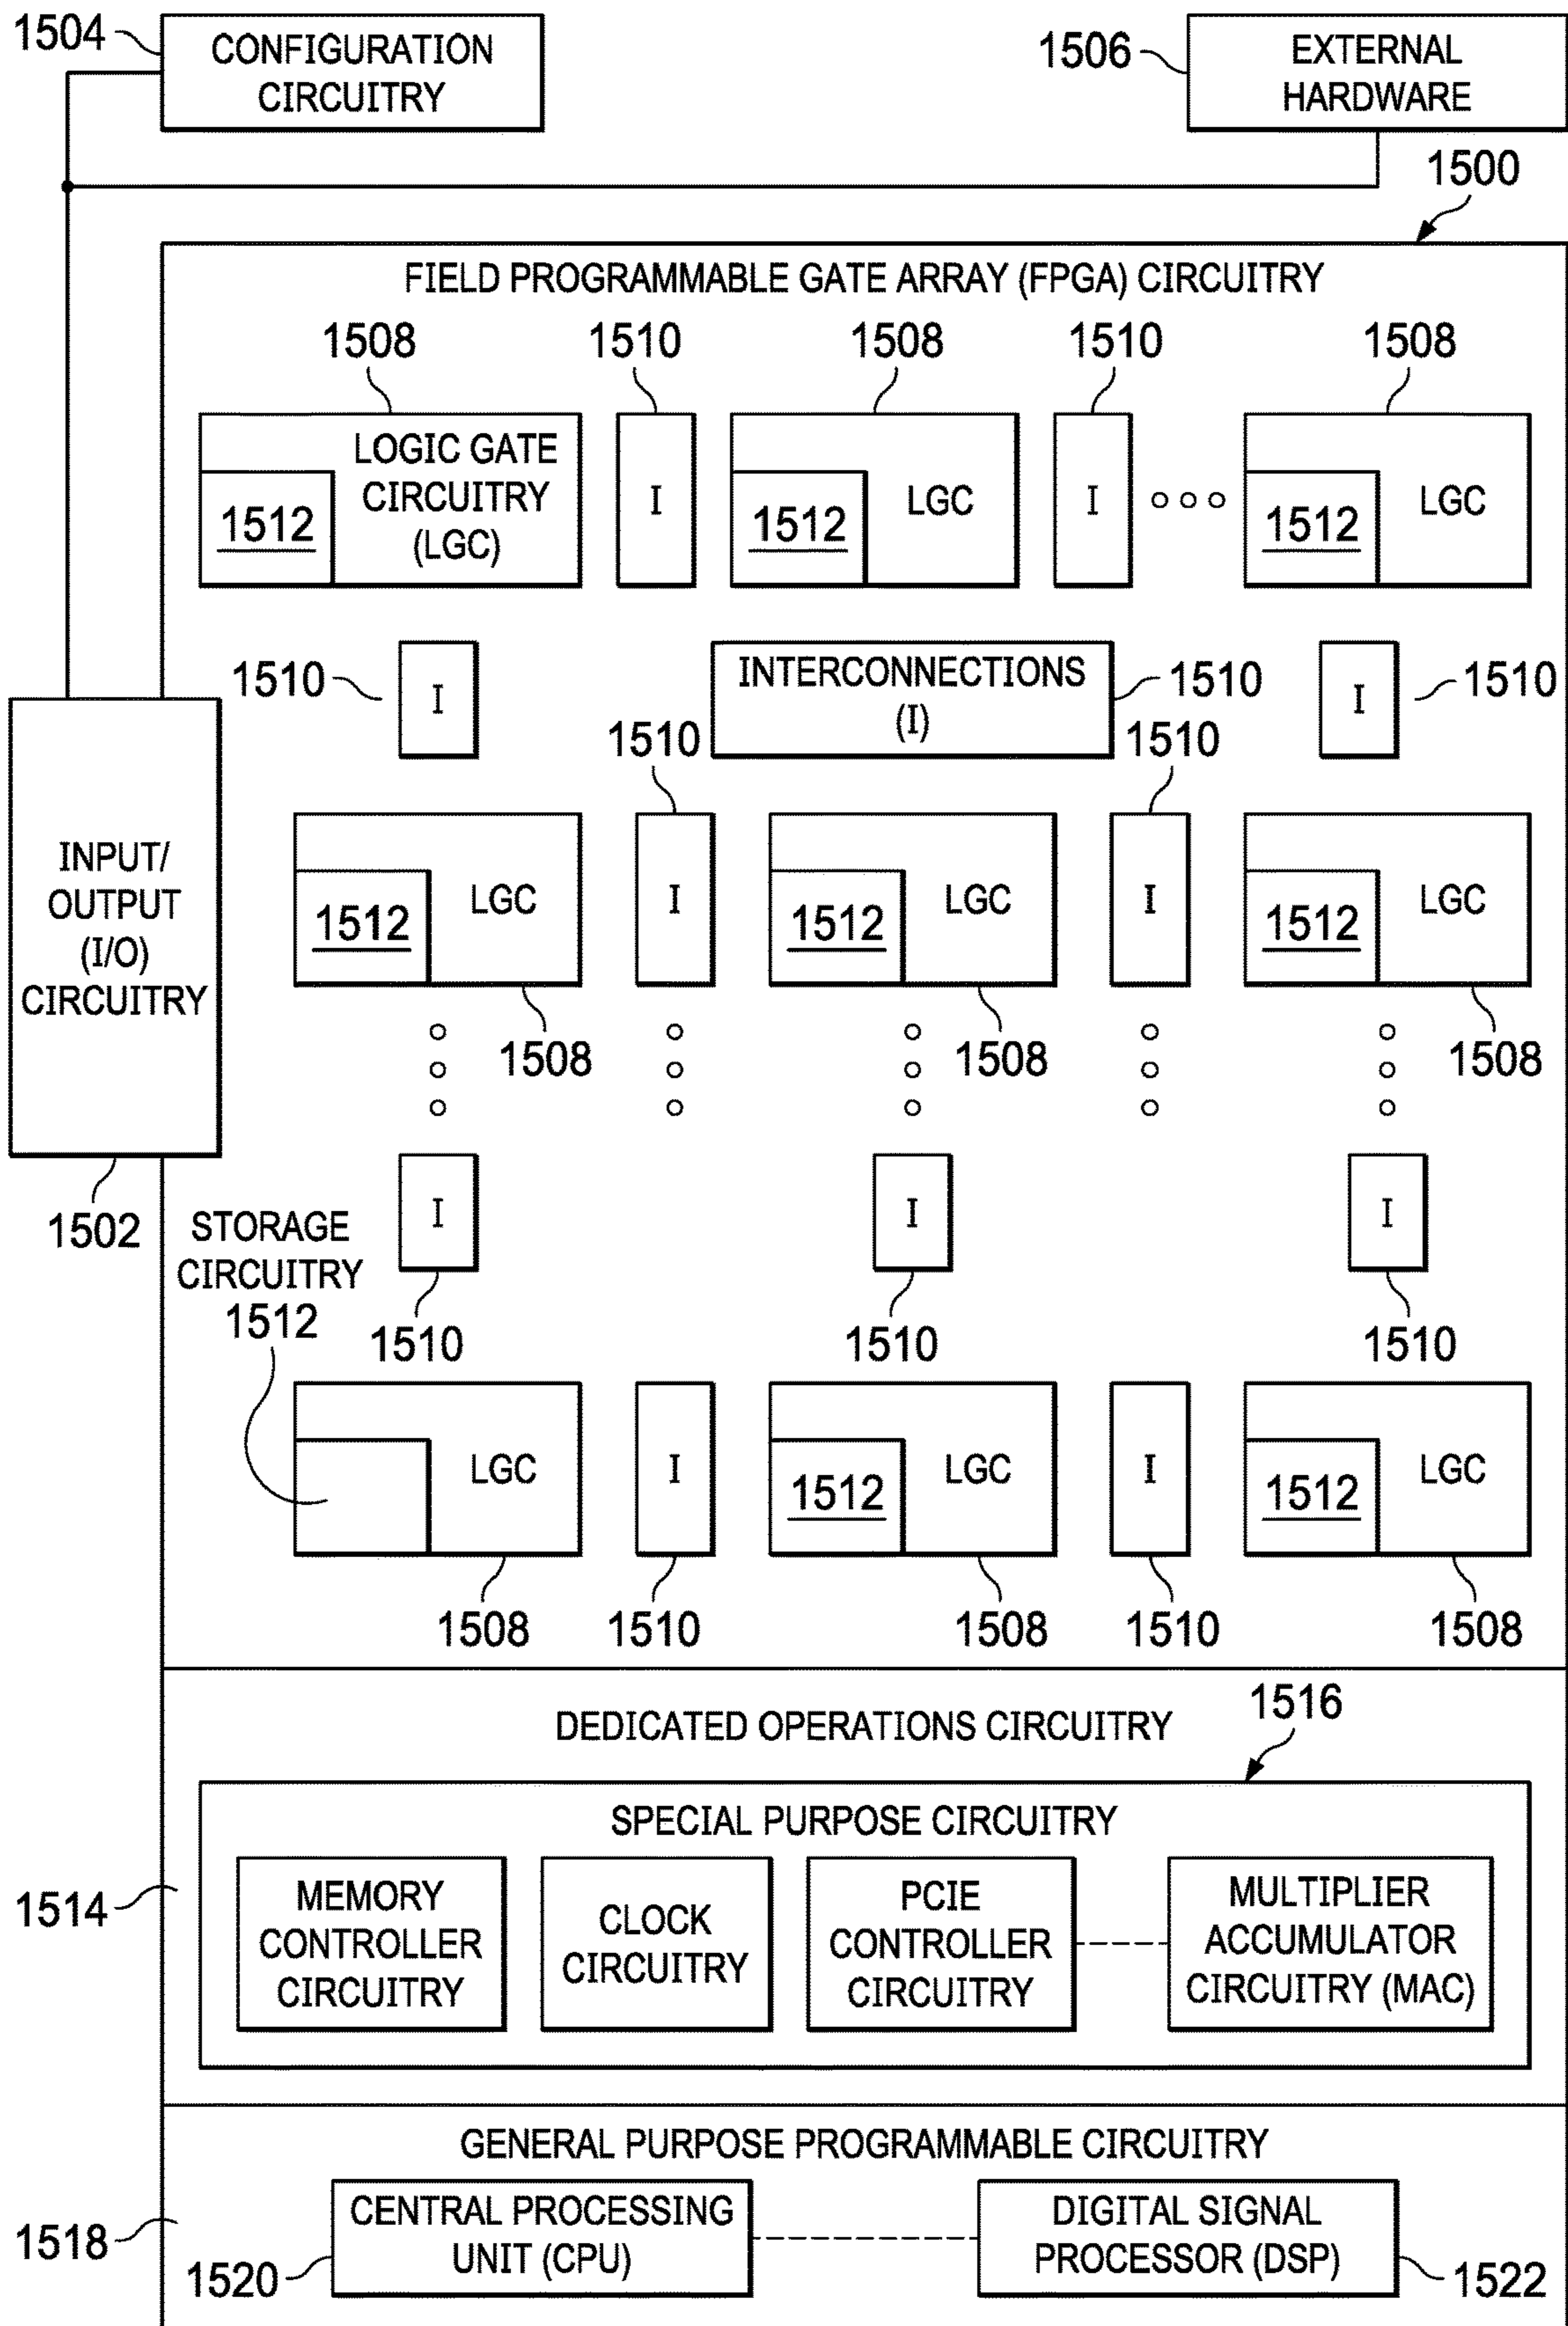 1504
CONFIGURATION
CIRCUITRY
1506
EXTERNAL
HARDWARE
1500
FIELD PROGRAMMABLE GATE ARRAY (FPGA) CIRCUITRY
1508
1510
1508
1510
1508
LOGIC GATE
CIRCUITRY
(LGC)
1512
I
1512
LGC
I
1512
LGC
1510
I
INTERCONNECTIONS
(I)
1510
I
1510
1510
1510
INPUT/
OUTPUT
(I/O)
CIRCUITRY
1512
LGC
I
1512
LGC
I
1512
LGC
1508
1508
1508
1502
STORAGE
CIRCUITRY
1512
I
I
I
1510
1510
1510
LGC
I
1512
LGC
I
1512
LGC
1508
1510
1508
1510
1508
DEDICATED OPERATIONS CIRCUITRY
1516
SPECIAL PURPOSE CIRCUITRY
1514
MEMORY
CONTROLLER
CIRCUITRY
CLOCK
CIRCUITRY
PCIE
CONTROLLER
CIRCUITRY
MULTIPLIER
ACCUMULATOR
CIRCUITRY (MAC)
GENERAL PURPOSE PROGRAMMABLE CIRCUITRY
1518
CENTRAL PROCESSING
UNIT (CPU)
1520
DIGITAL SIGNAL
PROCESSOR (DSP)
1522